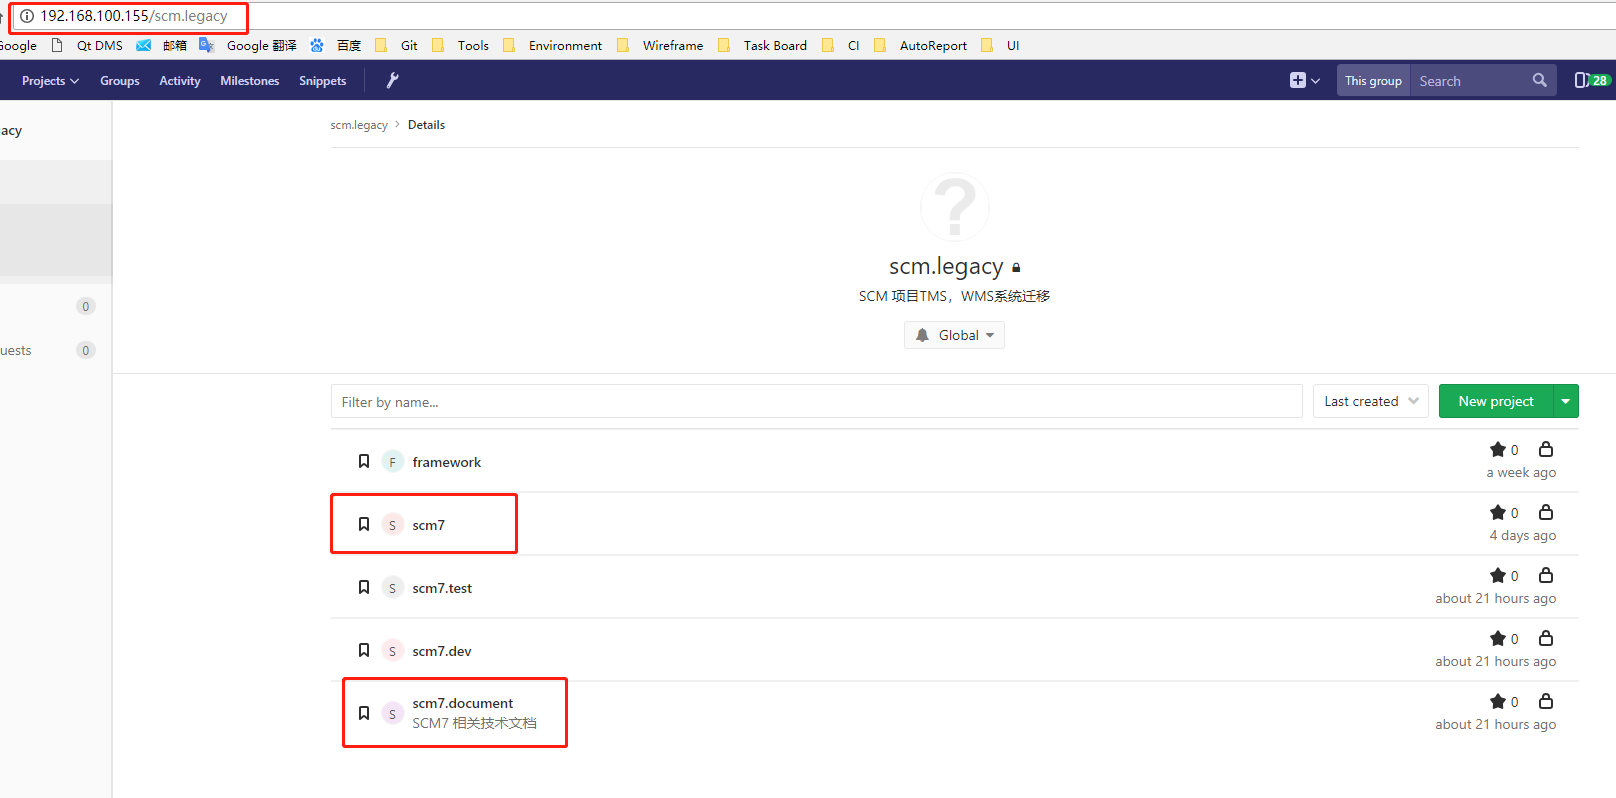 192.168.100.155/scm.legacy
Google Qt DMS 邮箱 Google 翻译 百度 Git Tools Environment Wireframe Task Board CI AutoReport UI
Projects Groups Activity Milestones Snippets This group Search 28
acy
scm.legacy > Details
?
scm.legacy
SCM 项目TMS，WMS系统迁移
0
Global
uests 0
Filter by name... Last created New project
F framework 0
a week ago
S scm7 0
4 days ago
S scm7.test 0
about 21 hours ago
S scm7.dev 0
about 21 hours ago
S scm7.document 0
SCM7 相关技术文档 about 21 hours ago